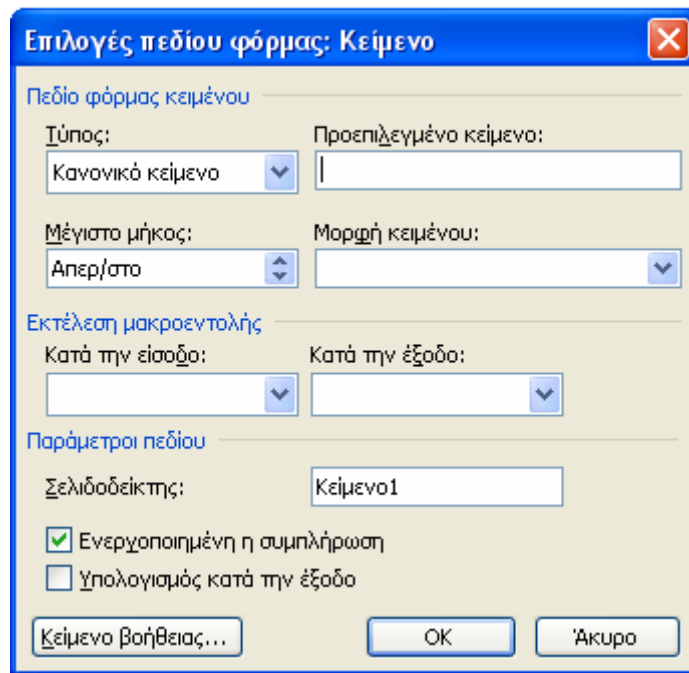 Επιλογές πεδίου φόρμας: Κείμενο
Πεδίο φόρμας κειμένου
Τύπος: Προεπιλεγμένο κείμενο:
Κανονικό κείμενο
Μέγιστο μήκος: Μορφή κειμένου:
Απερ/στο
Εκτέλεση μακροεντολής
Κατά την είσοδο: Κατά την έξοδο:
Παράμετροι πεδίου
Σελιδοδείκτης: Κείμενο1
Ενεργοποιημένη η συμπλήρωση
Υπολογισμός κατά την έξοδο
Κείμενο βοήθειας... OK Άκυρο